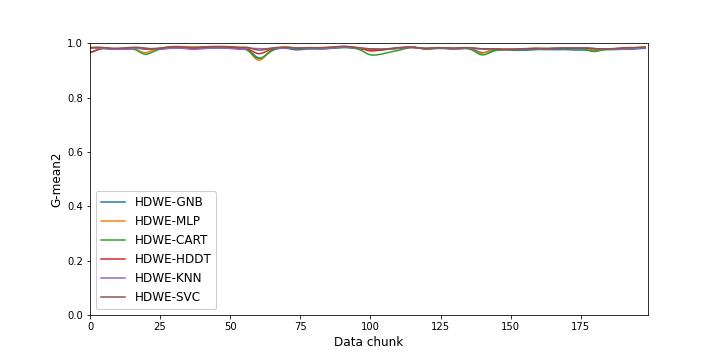 1.0
0.8
0.6
0.4
0.2
0.0
G-mean2
HDWE-GNB
HDWE-MLP
HDWE-CART
HDWE-HDDT
HDWE-KNN
HDWE-SVC
0 25 50 75 100 125 150 175
Data chunk